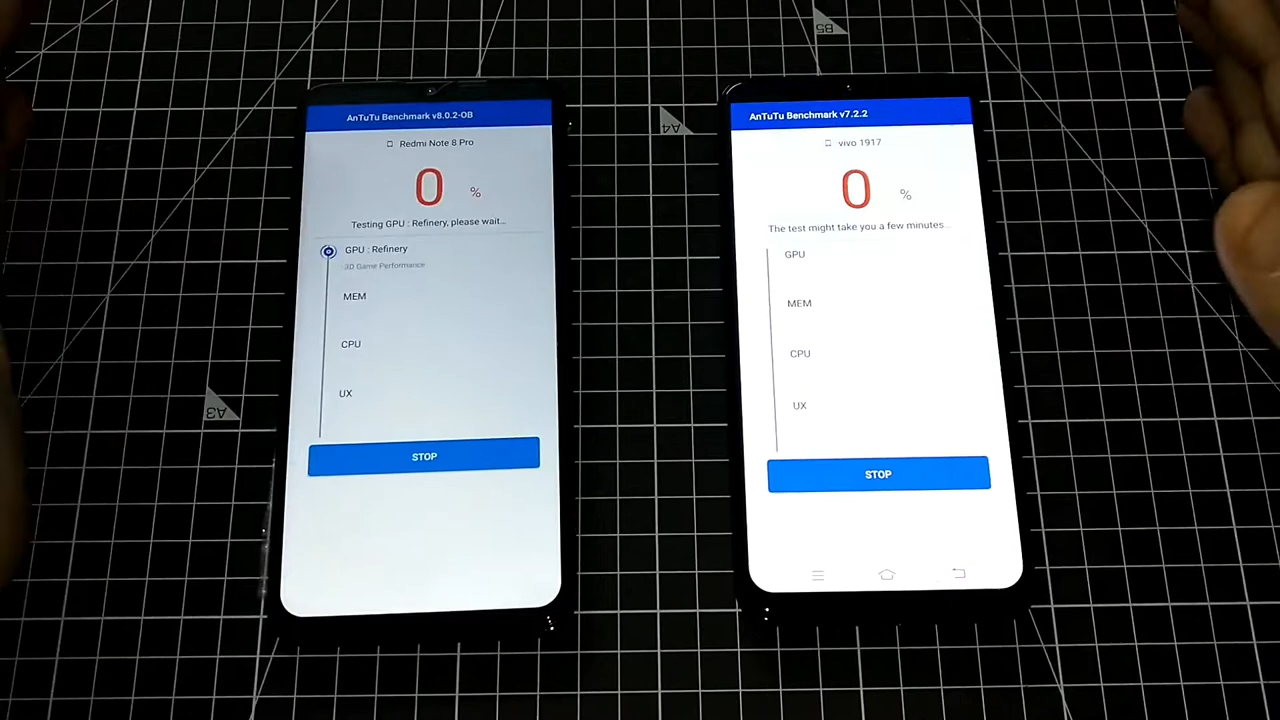 B5
A4
A3
AnTuTu Benchmark v8.0.2-OB
Redmi Note 8 Pro
0 %
Testing GPU : Refinery, please wait...
GPU : Refinery
3D Game Performance
MEM
CPU
UX
STOP
AnTuTu Benchmark v7.2.2
vivo 1917
0 %
The test might take you a few minutes...
GPU
MEM
CPU
UX
STOP